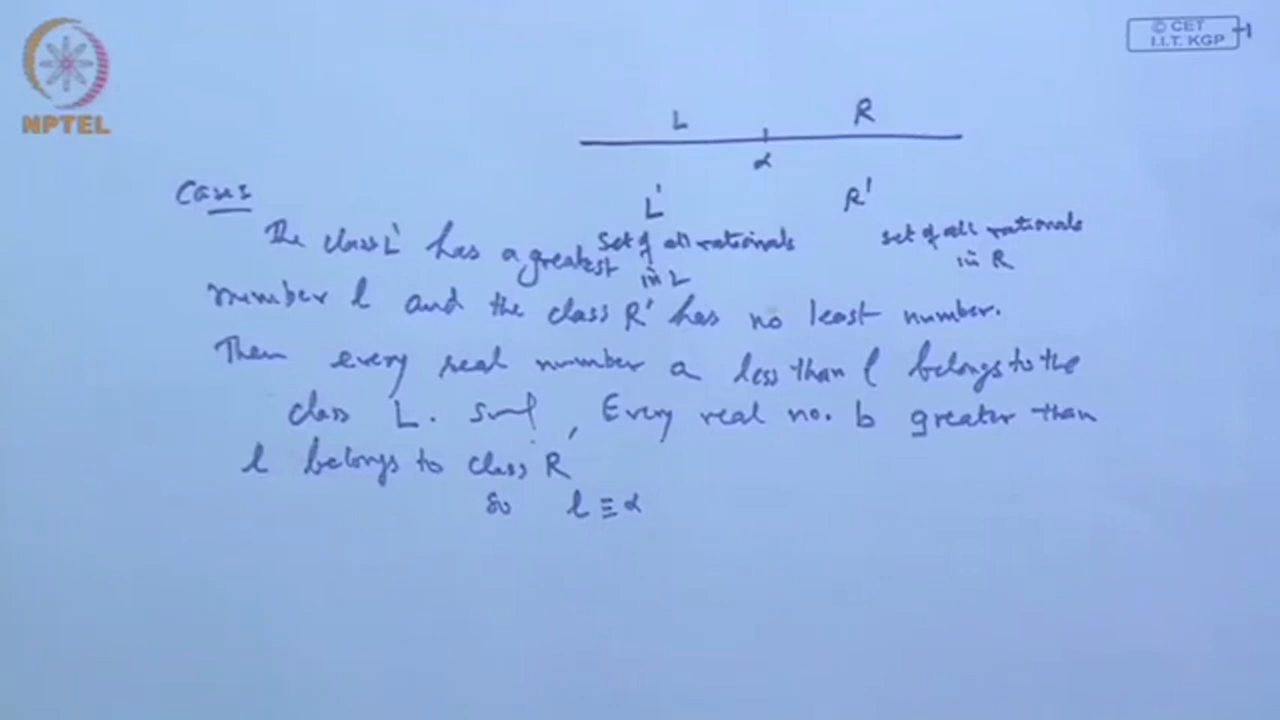 NPTEL
© CET
I.I.T. KGP
L R
α
L' R'
Case I
The class L' has a greatest
Set of all rationals
in L
set of all rationals
in R
number l and the class R' has no least number.
Then every real number a less than l belongs to the
class L. Simly, Every real no. b greater than
l belongs to class R
So l ≡ α